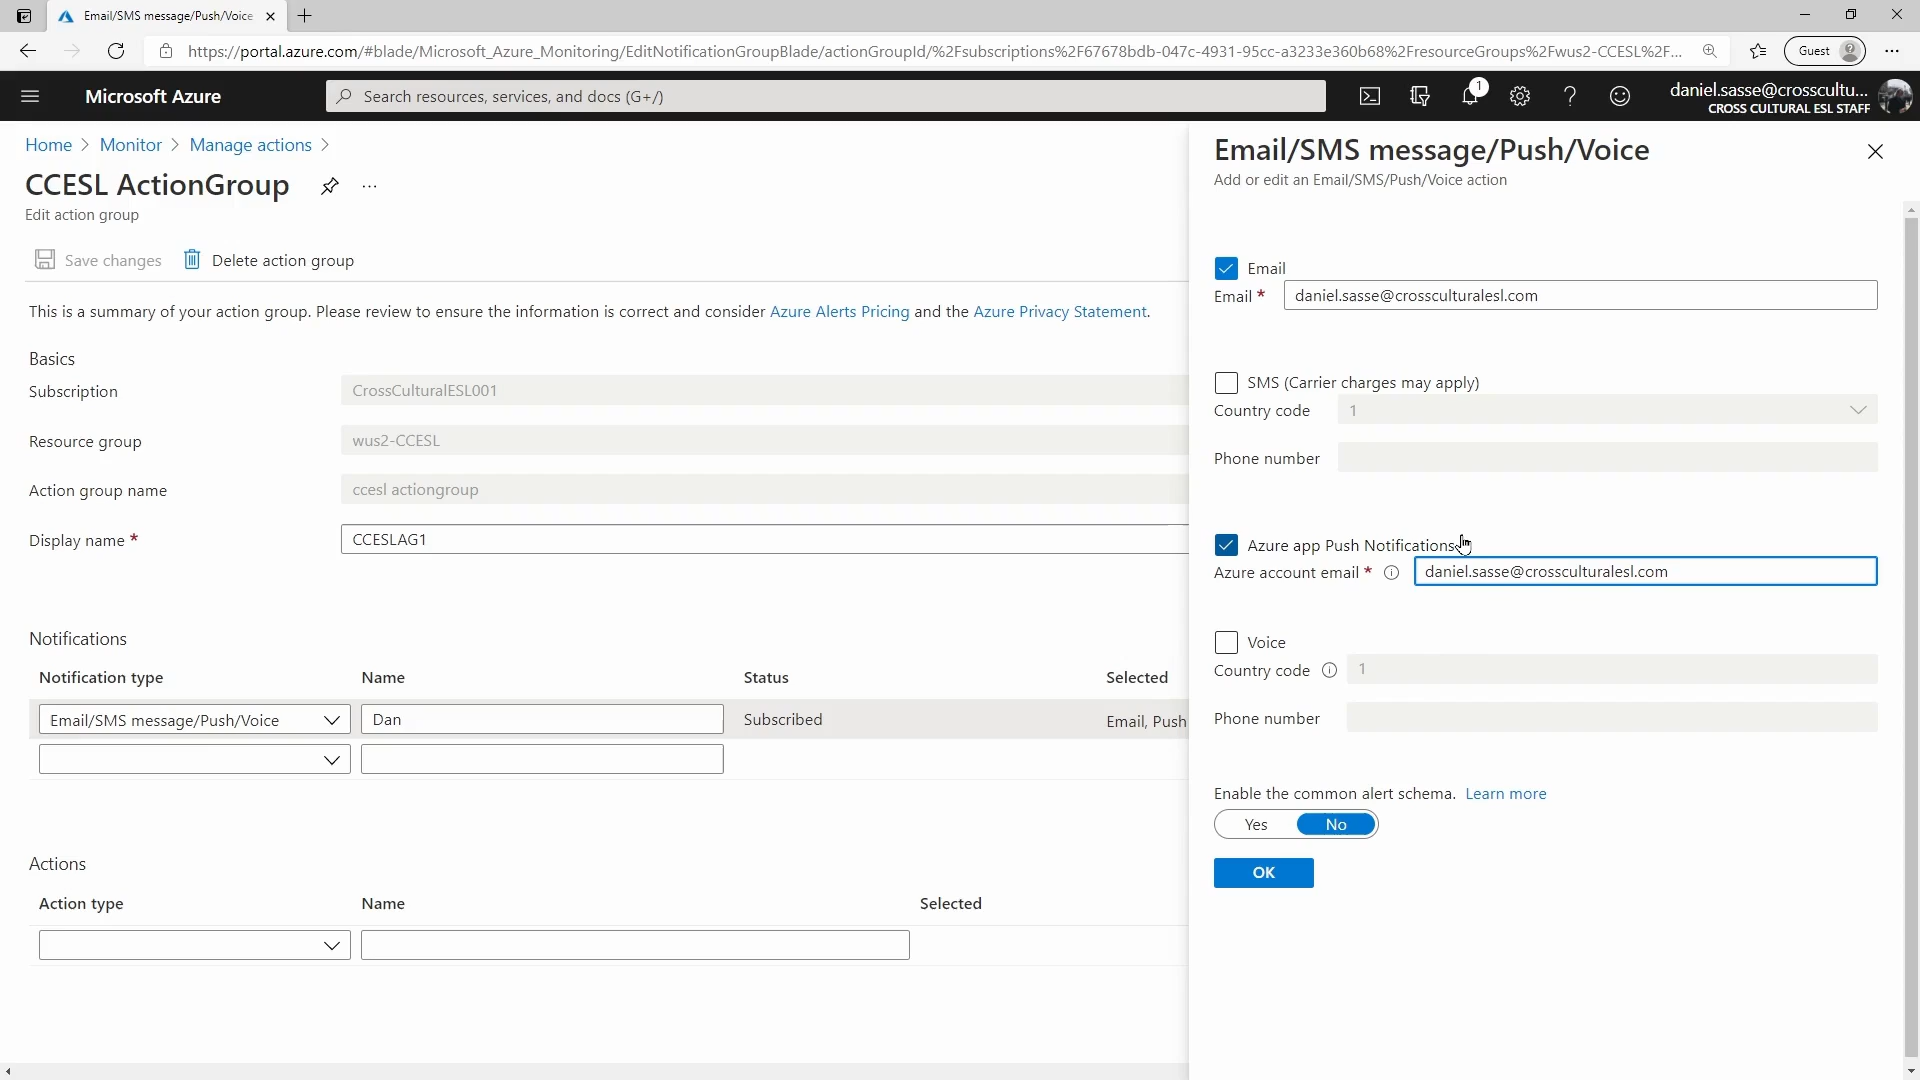 Email/SMS message/Push/Voice
https://portal.azure.com/#blade/Microsoft_Azure_Monitoring/EditNotificationGroupBlade/actionGroupId/%2Fsubscriptions%2F67678bdb-047c-4931-95cc-a3233e360b68%2FresourceGroups%2Fwus2-CCESL%2F...
Guest
Microsoft Azure
Search resources, services, and docs (G+/)
1
daniel.sasse@crosscultu...
CROSS CULTURAL ESL STAFF
Home > Monitor > Manage actions >
CCESL ActionGroup
Edit action group
Save changes
Delete action group
This is a summary of your action group. Please review to ensure the information is correct and consider Azure Alerts Pricing and the Azure Privacy Statement.
Basics
Subscription
CrossCulturalESL001
Resource group
wus2-CCESL
Action group name
ccesl actiongroup
Display name *
CCESLAG1
Notifications
Notification type
Name
Status
Selected
Email/SMS message/Push/Voice
Dan
Subscribed
Email, Push
Actions
Action type
Name
Selected
Email/SMS message/Push/Voice
Add or edit an Email/SMS/Push/Voice action
Email
Email *
daniel.sasse@crossculturalesl.com
SMS (Carrier charges may apply)
Country code
1
Phone number
Azure app Push Notifications
Azure account email *
daniel.sasse@crossculturalesl.com
Voice
Country code
1
Phone number
Enable the common alert schema. Learn more
Yes
No
OK